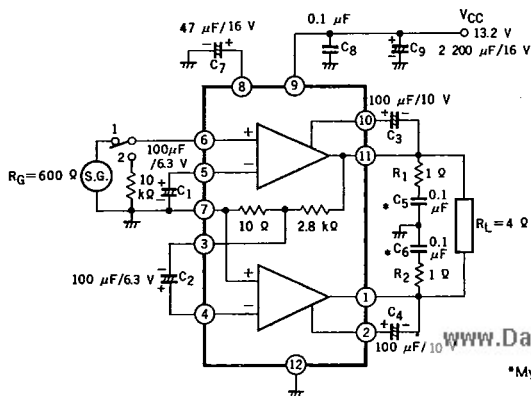 47 μF/16 V
0.1 μF
VCC
13.2 V
2 200 μF/16 V
C7
C8
C9
8
9
100 μF/10 V
10
C3
11
1
2
100μF
/6.3 V
6
5
7
3
4
RG=600 Ω
S.G.
10
kΩ
C1
10 Ω
2.8 kΩ
R1
1 Ω
*
C5
0.1
μF
RL=4 Ω
*
C6
0.1
μF
R2
1 Ω
100 μF/6.3 V
C2
1
2
C4
100 μF/10 V
12
www.Da
*My